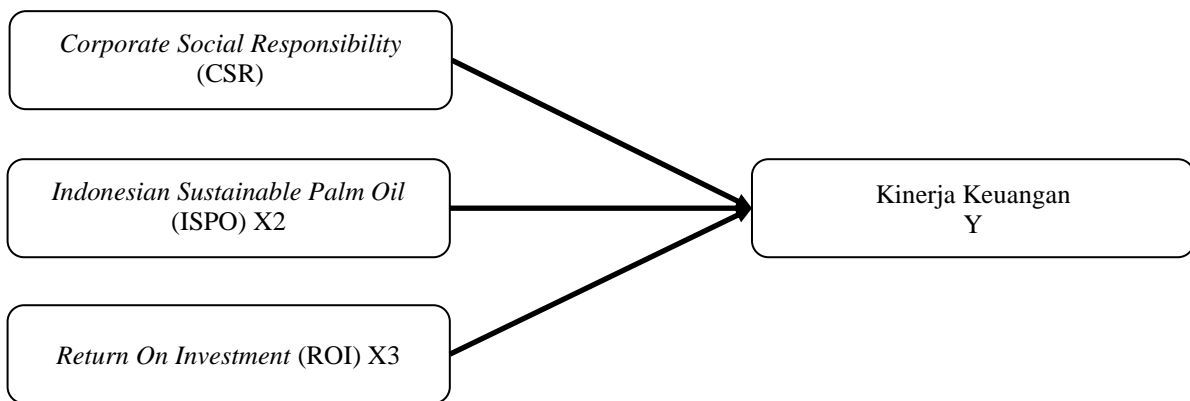 Corporate Social Responsibility
(CSR)
Indonesian Sustainable Palm Oil
(ISPO) X2
Return On Investment (ROI) X3
Kinerja Keuangan
Y